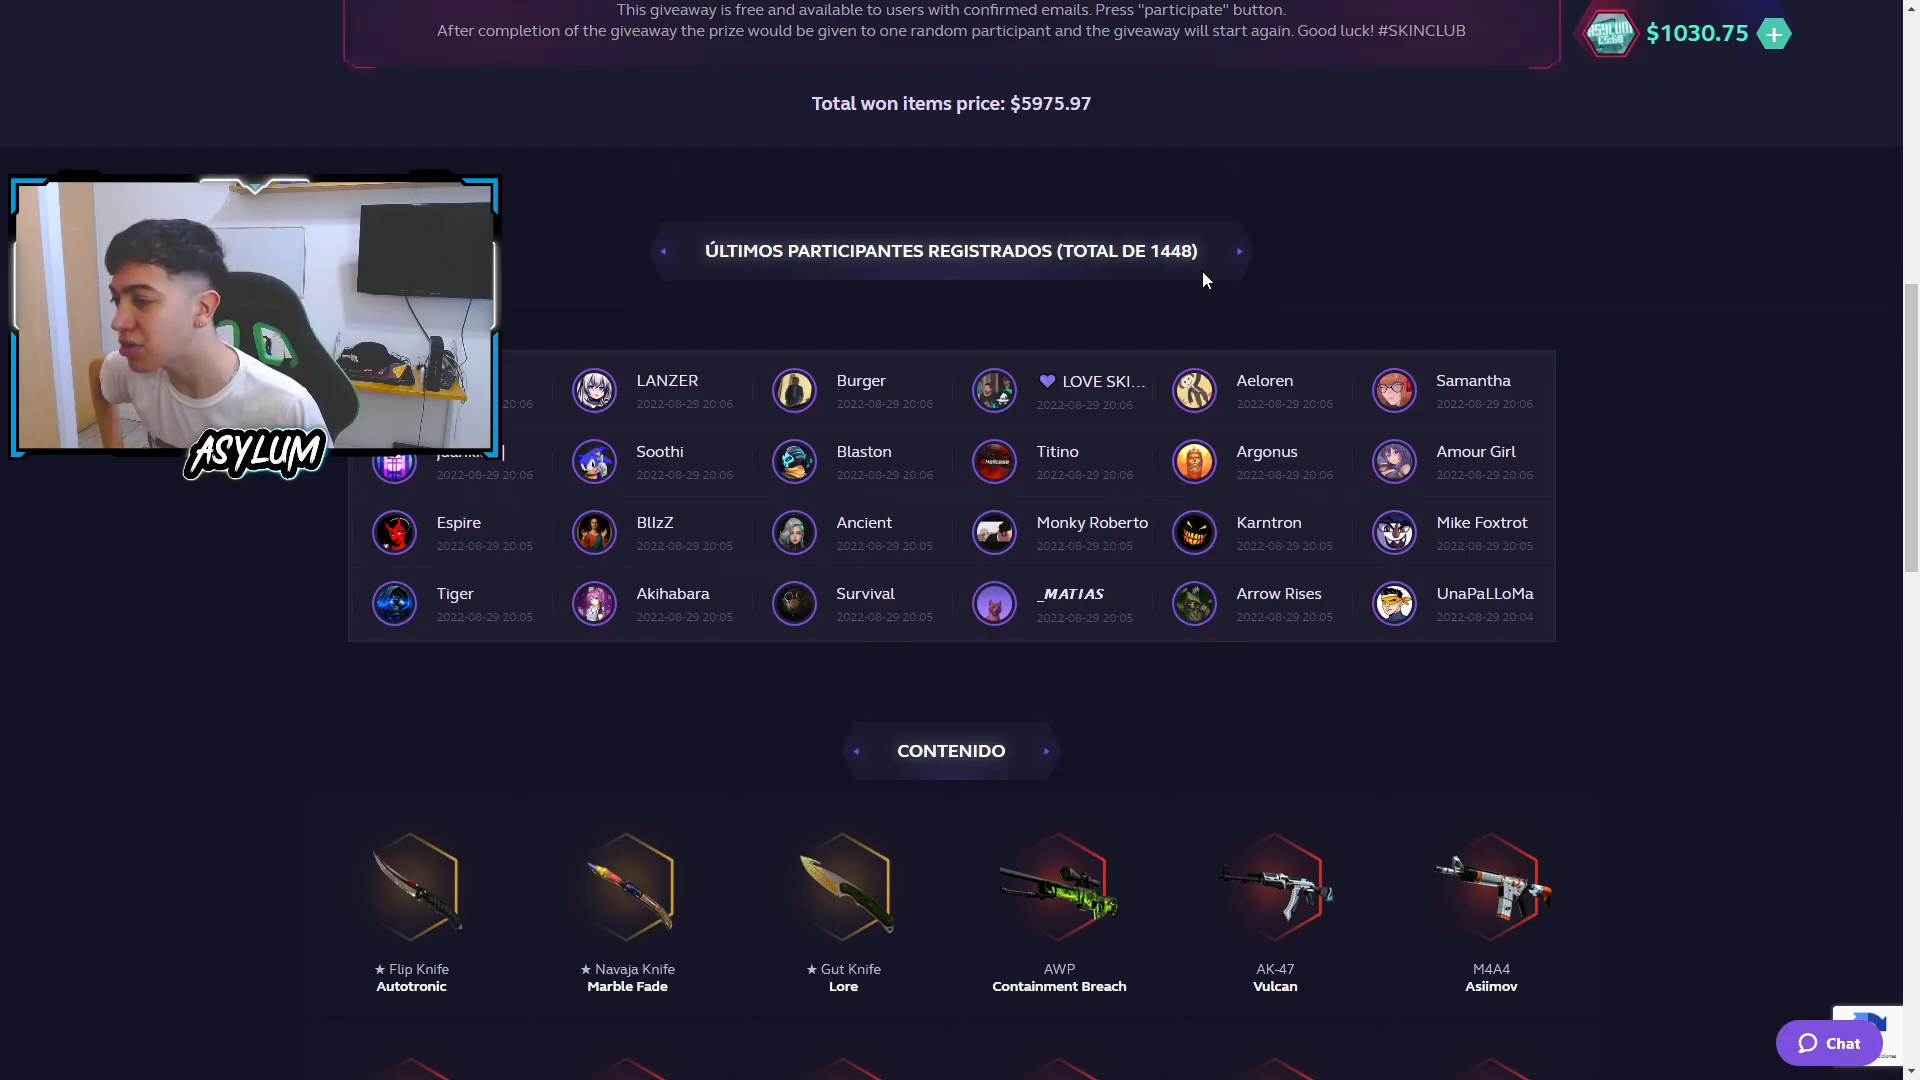 This giveaway is free and available to users with confirmed emails. Press "participate" button.
After completion of the giveaway the prize would be given to one random participant and the giveaway will start again. Good luck! #SKINCLUB
$1030.75
Total won items price: $5975.97
ÚLTIMOS PARTICIPANTES REGISTRADOS (TOTAL DE 1448)
ASYLUM
LANZER
Burger
LOVE SKI...
Aeloren
Samantha
20:06
2022-08-29 20:06
2022-08-29 20:06
2022-08-29 20:06
2022-08-29 20:06
2022-08-29 20:06
Soothi
Blaston
Titino
Argonus
Amour Girl
2022-08-29 20:06
2022-08-29 20:06
2022-08-29 20:06
2022-08-29 20:06
2022-08-29 20:06
2022-08-29 20:06
Espire
BlIzZ
Ancient
Monky Roberto
Karntron
Mike Foxtrot
2022-08-29 20:05
2022-08-29 20:05
2022-08-29 20:05
2022-08-29 20:05
2022-08-29 20:05
2022-08-29 20:05
Tiger
Akihabara
Survival
_MATIAS
Arrow Rises
UnaPaLLoMa
2022-08-29 20:05
2022-08-29 20:05
2022-08-29 20:05
2022-08-29 20:05
2022-08-29 20:05
2022-08-29 20:04
CONTENIDO
★ Flip Knife
Autotronic
★ Navaja Knife
Marble Fade
★ Gut Knife
Lore
AWP
Containment Breach
AK-47
Vulcan
M4A4
Asiimov
Chat